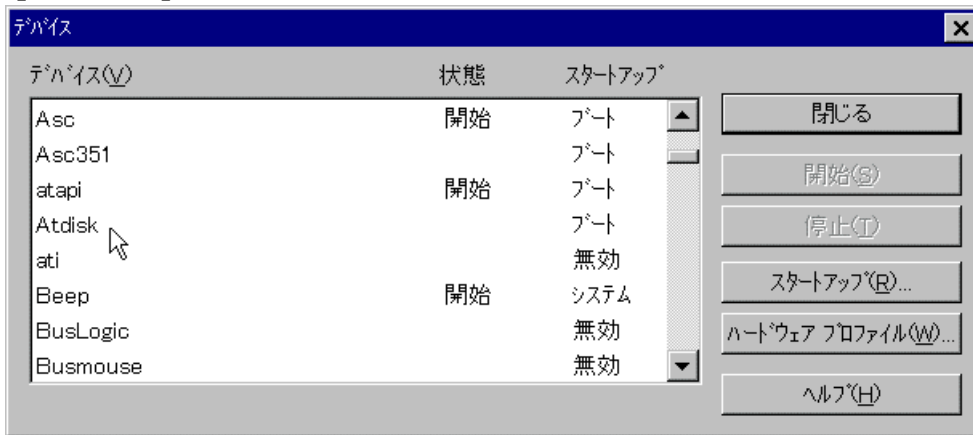 ﾃﾞﾊﾞｲｽ
ﾃﾞﾊﾞｲｽ(V) 状態 ｽﾀｰﾄｱｯﾌﾟ
Asc 開始 ﾌﾞｰﾄ
Asc351 ﾌﾞｰﾄ
atapi 開始 ﾌﾞｰﾄ
Atdisk ﾌﾞｰﾄ
ati 無効
Beep 開始 ｼｽﾃﾑ
BusLogic 無効
Busmouse 無効
閉じる
開始(S)
停止(T)
ｽﾀｰﾄｱｯﾌﾟ(R)...
ﾊｰﾄﾞｳｪｱ ﾌﾟﾛﾌｧｲﾙ(W)...
ﾍﾙﾌﾟ(H)